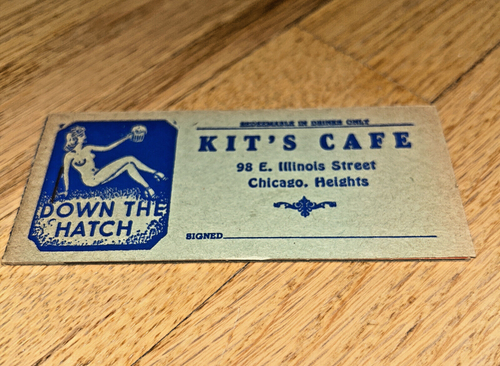 REDEEMABLE IN DRINKS ONLY
KIT'S CAFE
98 E. Illinois Street
Chicago. Heights
DOWN THE
HATCH
SIGNED